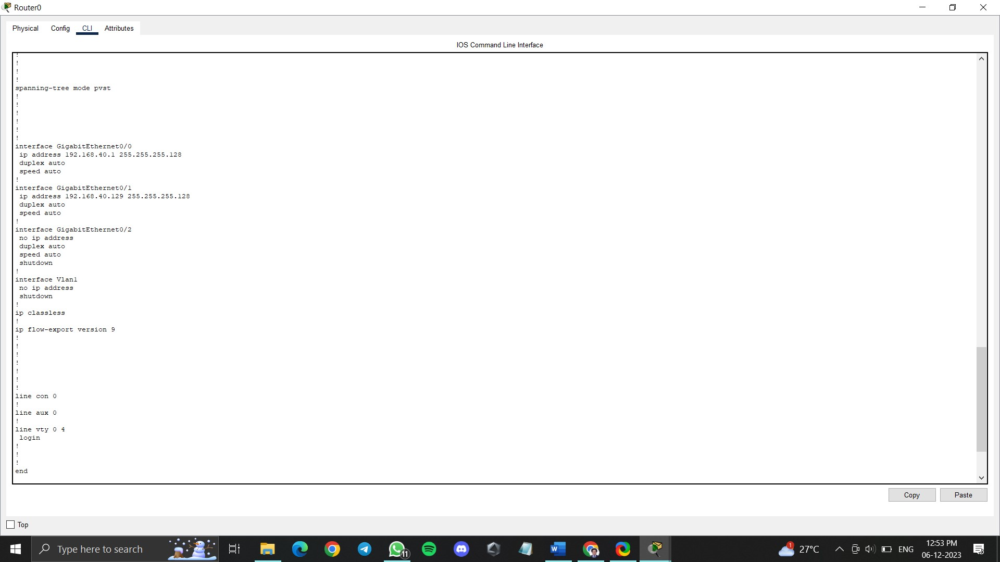 Router0
Physical Config CLI Attributes
IOS Command Line Interface
!
!
!
!
spanning-tree mode pvst
!
!
!
!
!
!
interface GigabitEthernet0/0
ip address 192.168.40.1 255.255.255.128
duplex auto
speed auto
!
interface GigabitEthernet0/1
ip address 192.168.40.129 255.255.255.128
duplex auto
speed auto
!
interface GigabitEthernet0/2
no ip address
duplex auto
speed auto
shutdown
!
interface Vlan1
no ip address
shutdown
!
ip classless
!
ip flow-export version 9
!
!
!
!
!
!
!
line con 0
!
line aux 0
!
line vty 0 4
login
!
!
!
end
Copy Paste
Top
Type here to search
11
W
1
27°C
ENG
12:53 PM
06-12-2023